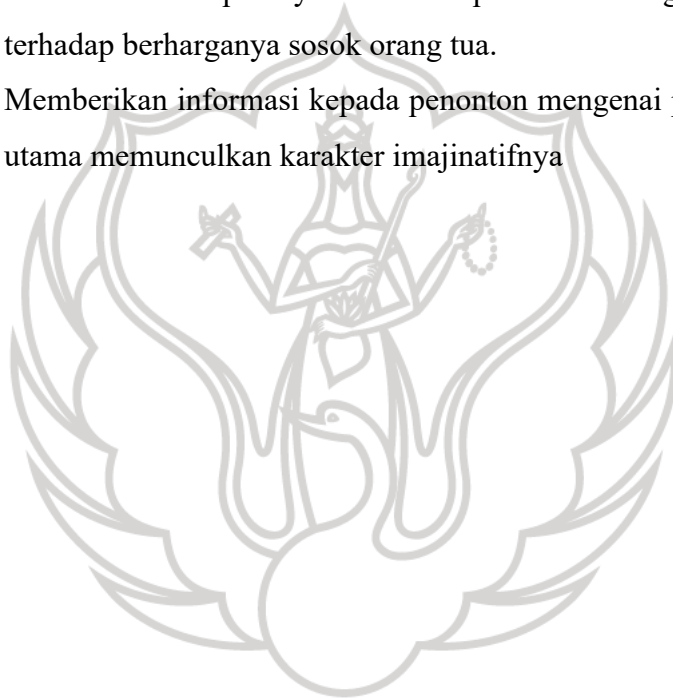 terhadap berharganya sosok orang tua.
Memberikan informasi kepada penonton mengenai
utama memunculkan karakter imajinatifnya